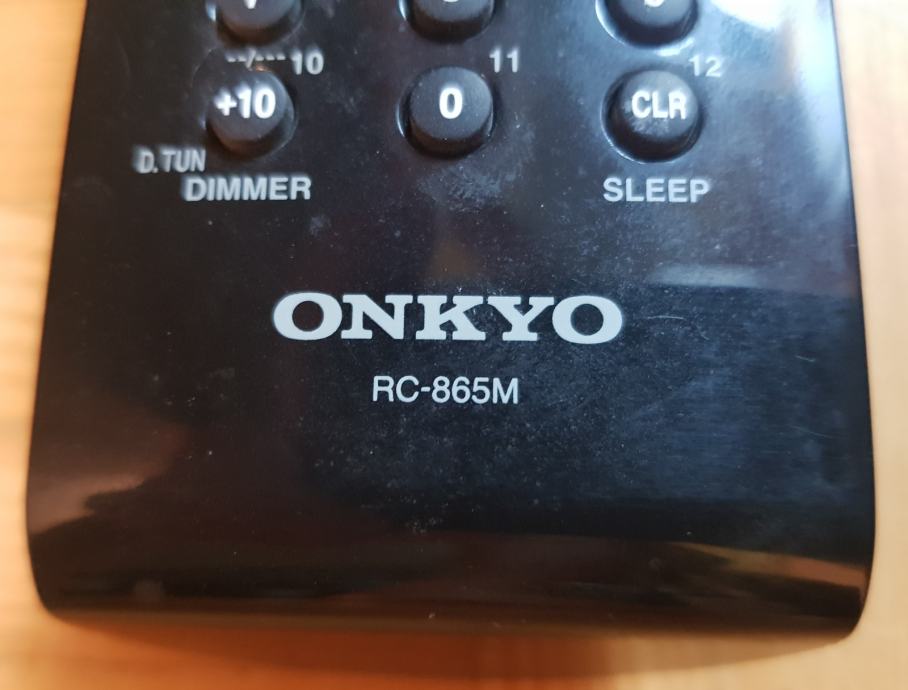 --/--- 10 11 12
+10 0 CLR
D.TUN
DIMMER SLEEP
ONKYO
RC-865M